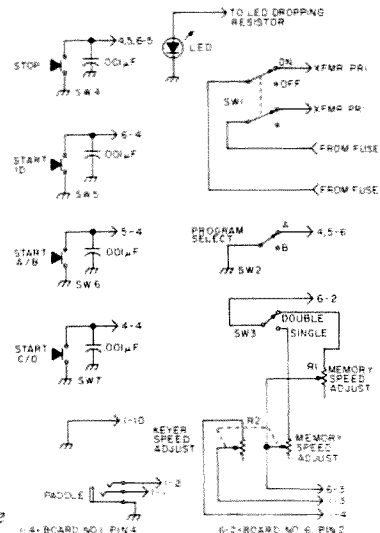 TO LED DROPPING
RESISTOR
STOP
4,5,6-5
.001µF
SW4
LED
ON
XFMR PRI
OFF
SW1
XFMR PRI
FROM FUSE
FROM FUSE
START
ID
6-4
.001µF
SW5
START
A/B
5-4
.001µF
SW6
PROGRAM
SELECT
A
4,5-6
B
SW2
START
C/D
4-4
.001µF
SW7
6-2
DOUBLE
SW3
SINGLE
R1
MEMORY
SPEED
ADJUST
1-10
KEYER
SPEED
ADJUST
R2
MEMORY
SPEED
ADJUST
PADDLE
1-2
6-3
1-3
1-4
1-4=BOARD NO.1 PIN 4
6-2=BOARD NO. 6, PIN 2